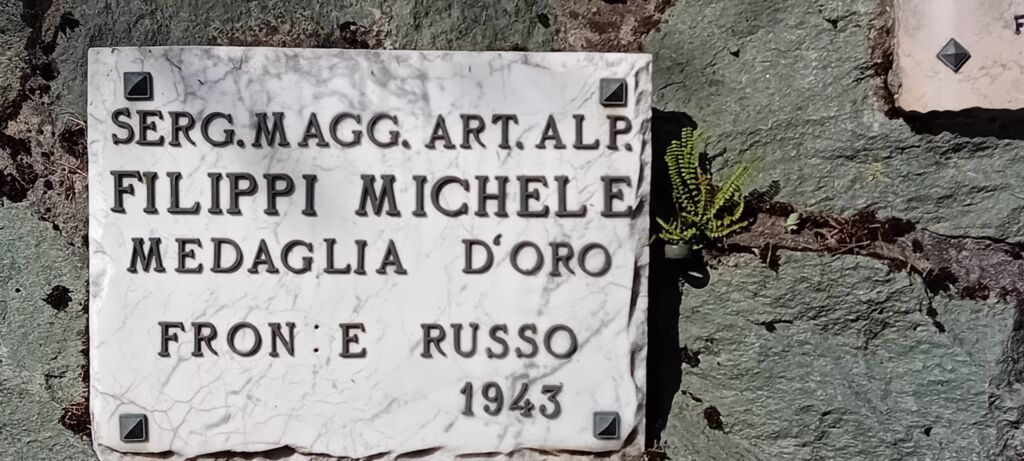 SERG. MAGG. ART. ALP.
FILIPPI MICHELE
MEDAGLIA D'ORO
FRON : E RUSSO
1943
F